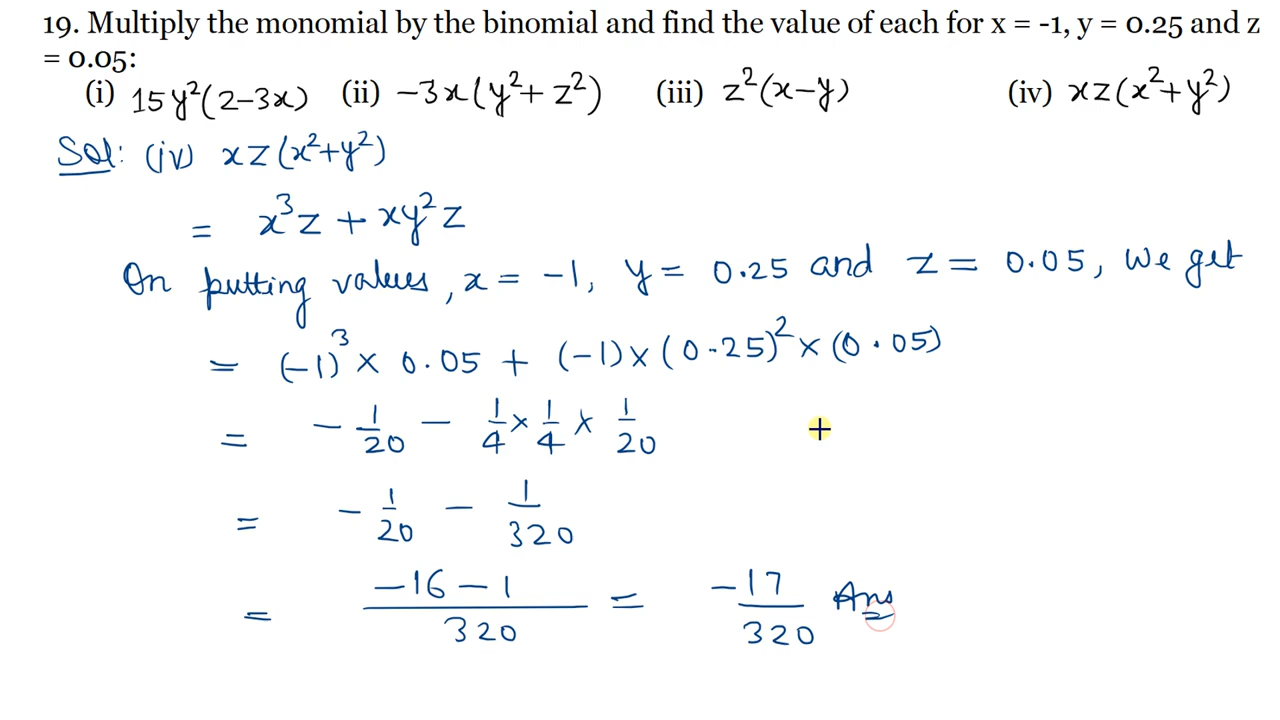 19. Multiply the monomial by the binomial and find the value of each for x = -1, y = 0.25 and z
= 0.05:
(i) 15y²(2-3x) (ii) -3x(y²+z²) (iii) z²(x-y) (iv) xz(x²+y²)
Sol: (iv) xz(x²+y²)
= x³z + xy²z
On putting values, x = -1, y = 0.25 and z = 0.05, we get
= (-1)³ × 0.05 + (-1) × (0.25)² × (0.05)
= - 1/20 - 1/4 × 1/4 × 1/20
= - 1/20 - 1/320
= (-16 - 1)/320 = -17/320 Ans